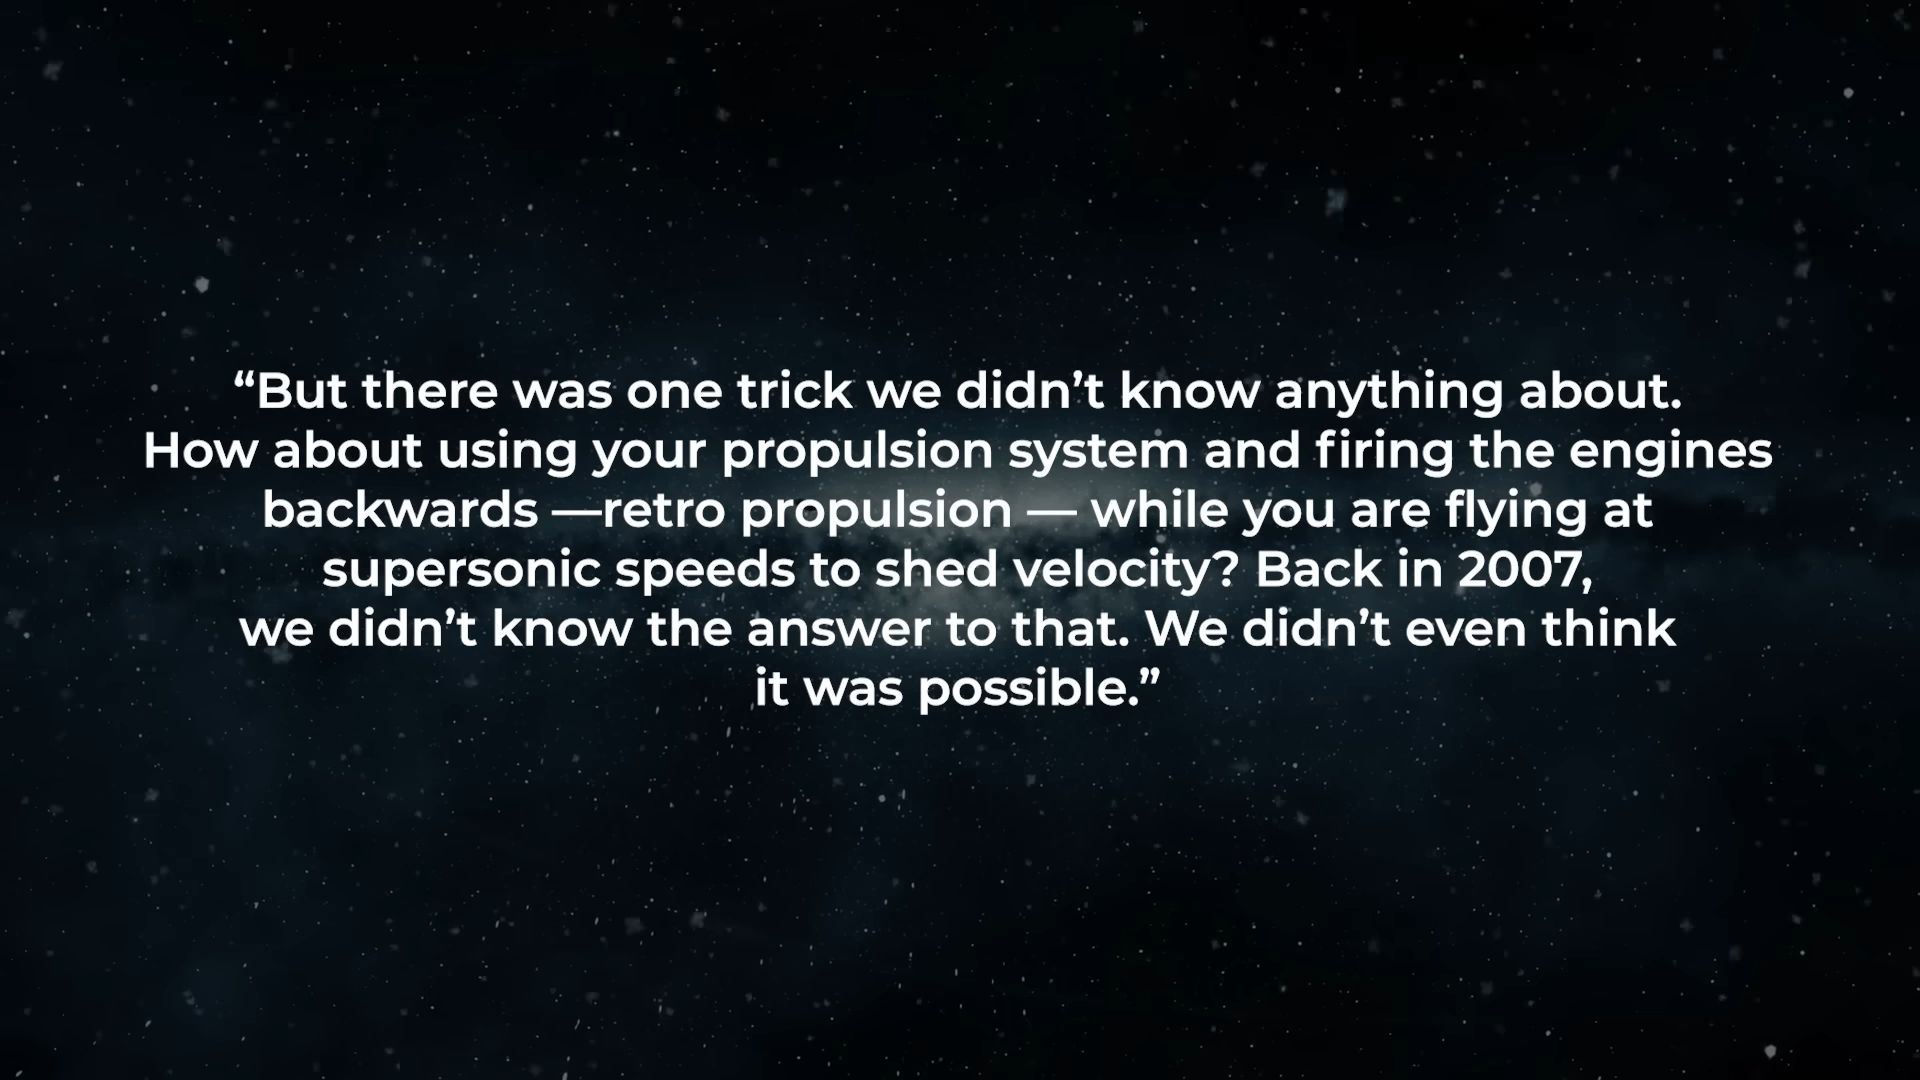 “But there was one trick we didn’t know anything about.
How about using your propulsion system and firing the engines
backwards —retro propulsion — while you are flying at
supersonic speeds to shed velocity? Back in 2007,
we didn’t know the answer to that. We didn’t even think
it was possible.”